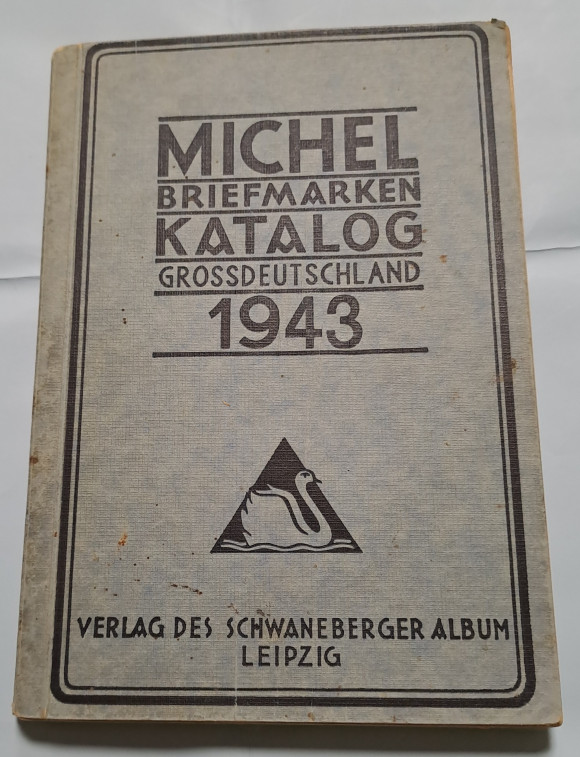 MICHEL
BRIEFMARKEN
KATALOG
GROSSDEUTSCHLAND
1943
VERLAG DES SCHWANEBERGER ALBUM
LEIPZIG